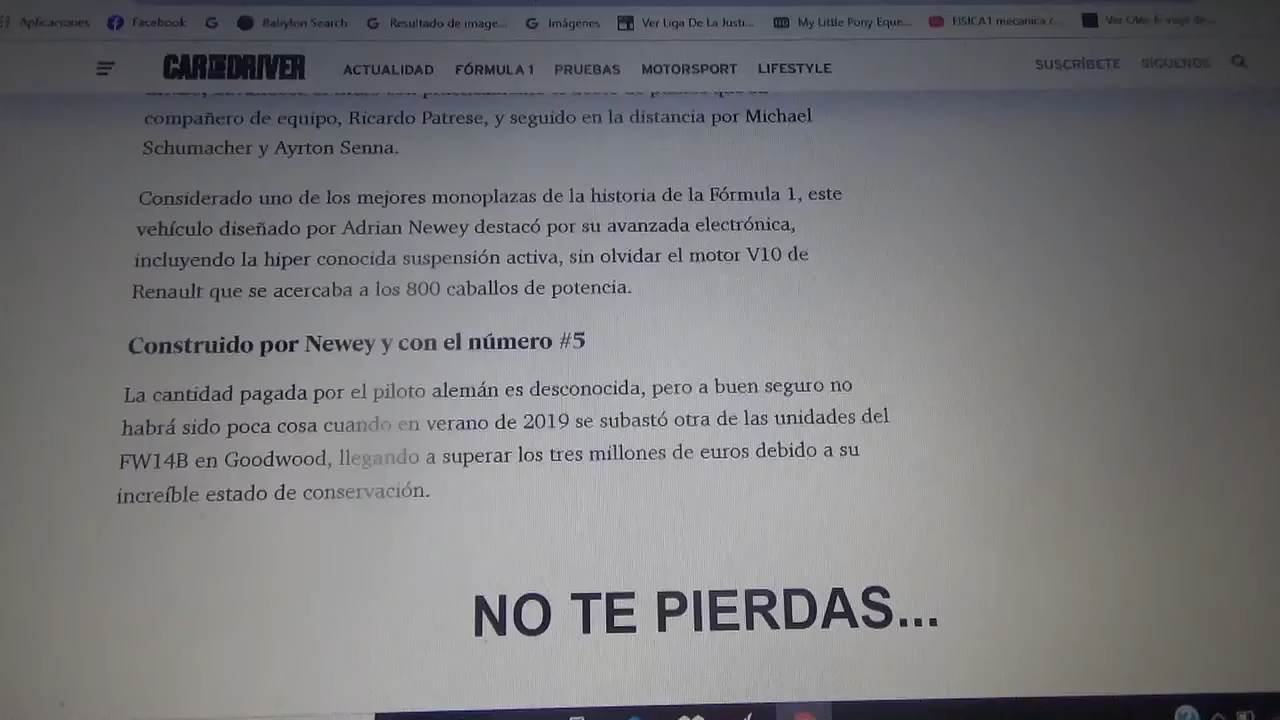 Aplicaciones Facebook Babylon Search Resultado de image... Imágenes Ver Liga De La Justi... My Little Pony Eque... FISICA1 mecanica c...
CAR AND DRIVER ACTUALIDAD FÓRMULA 1 PRUEBAS MOTORSPORT LIFESTYLE SUSCRÍBETE SÍGUENOS
compañero de equipo, Ricardo Patrese, y seguido en la distancia por Michael
Schumacher y Ayrton Senna.
Considerado uno de los mejores monoplazas de la historia de la Fórmula 1, este
vehículo diseñado por Adrian Newey destacó por su avanzada electrónica,
incluyendo la hiper conocida suspensión activa, sin olvidar el motor V10 de
Renault que se acercaba a los 800 caballos de potencia.
Construido por Newey y con el número #5
La cantidad pagada por el piloto alemán es desconocida, pero a buen seguro no
habrá sido poca cosa cuando en verano de 2019 se subastó otra de las unidades del
FW14B en Goodwood, llegando a superar los tres millones de euros debido a su
increíble estado de conservación.
NO TE PIERDAS...